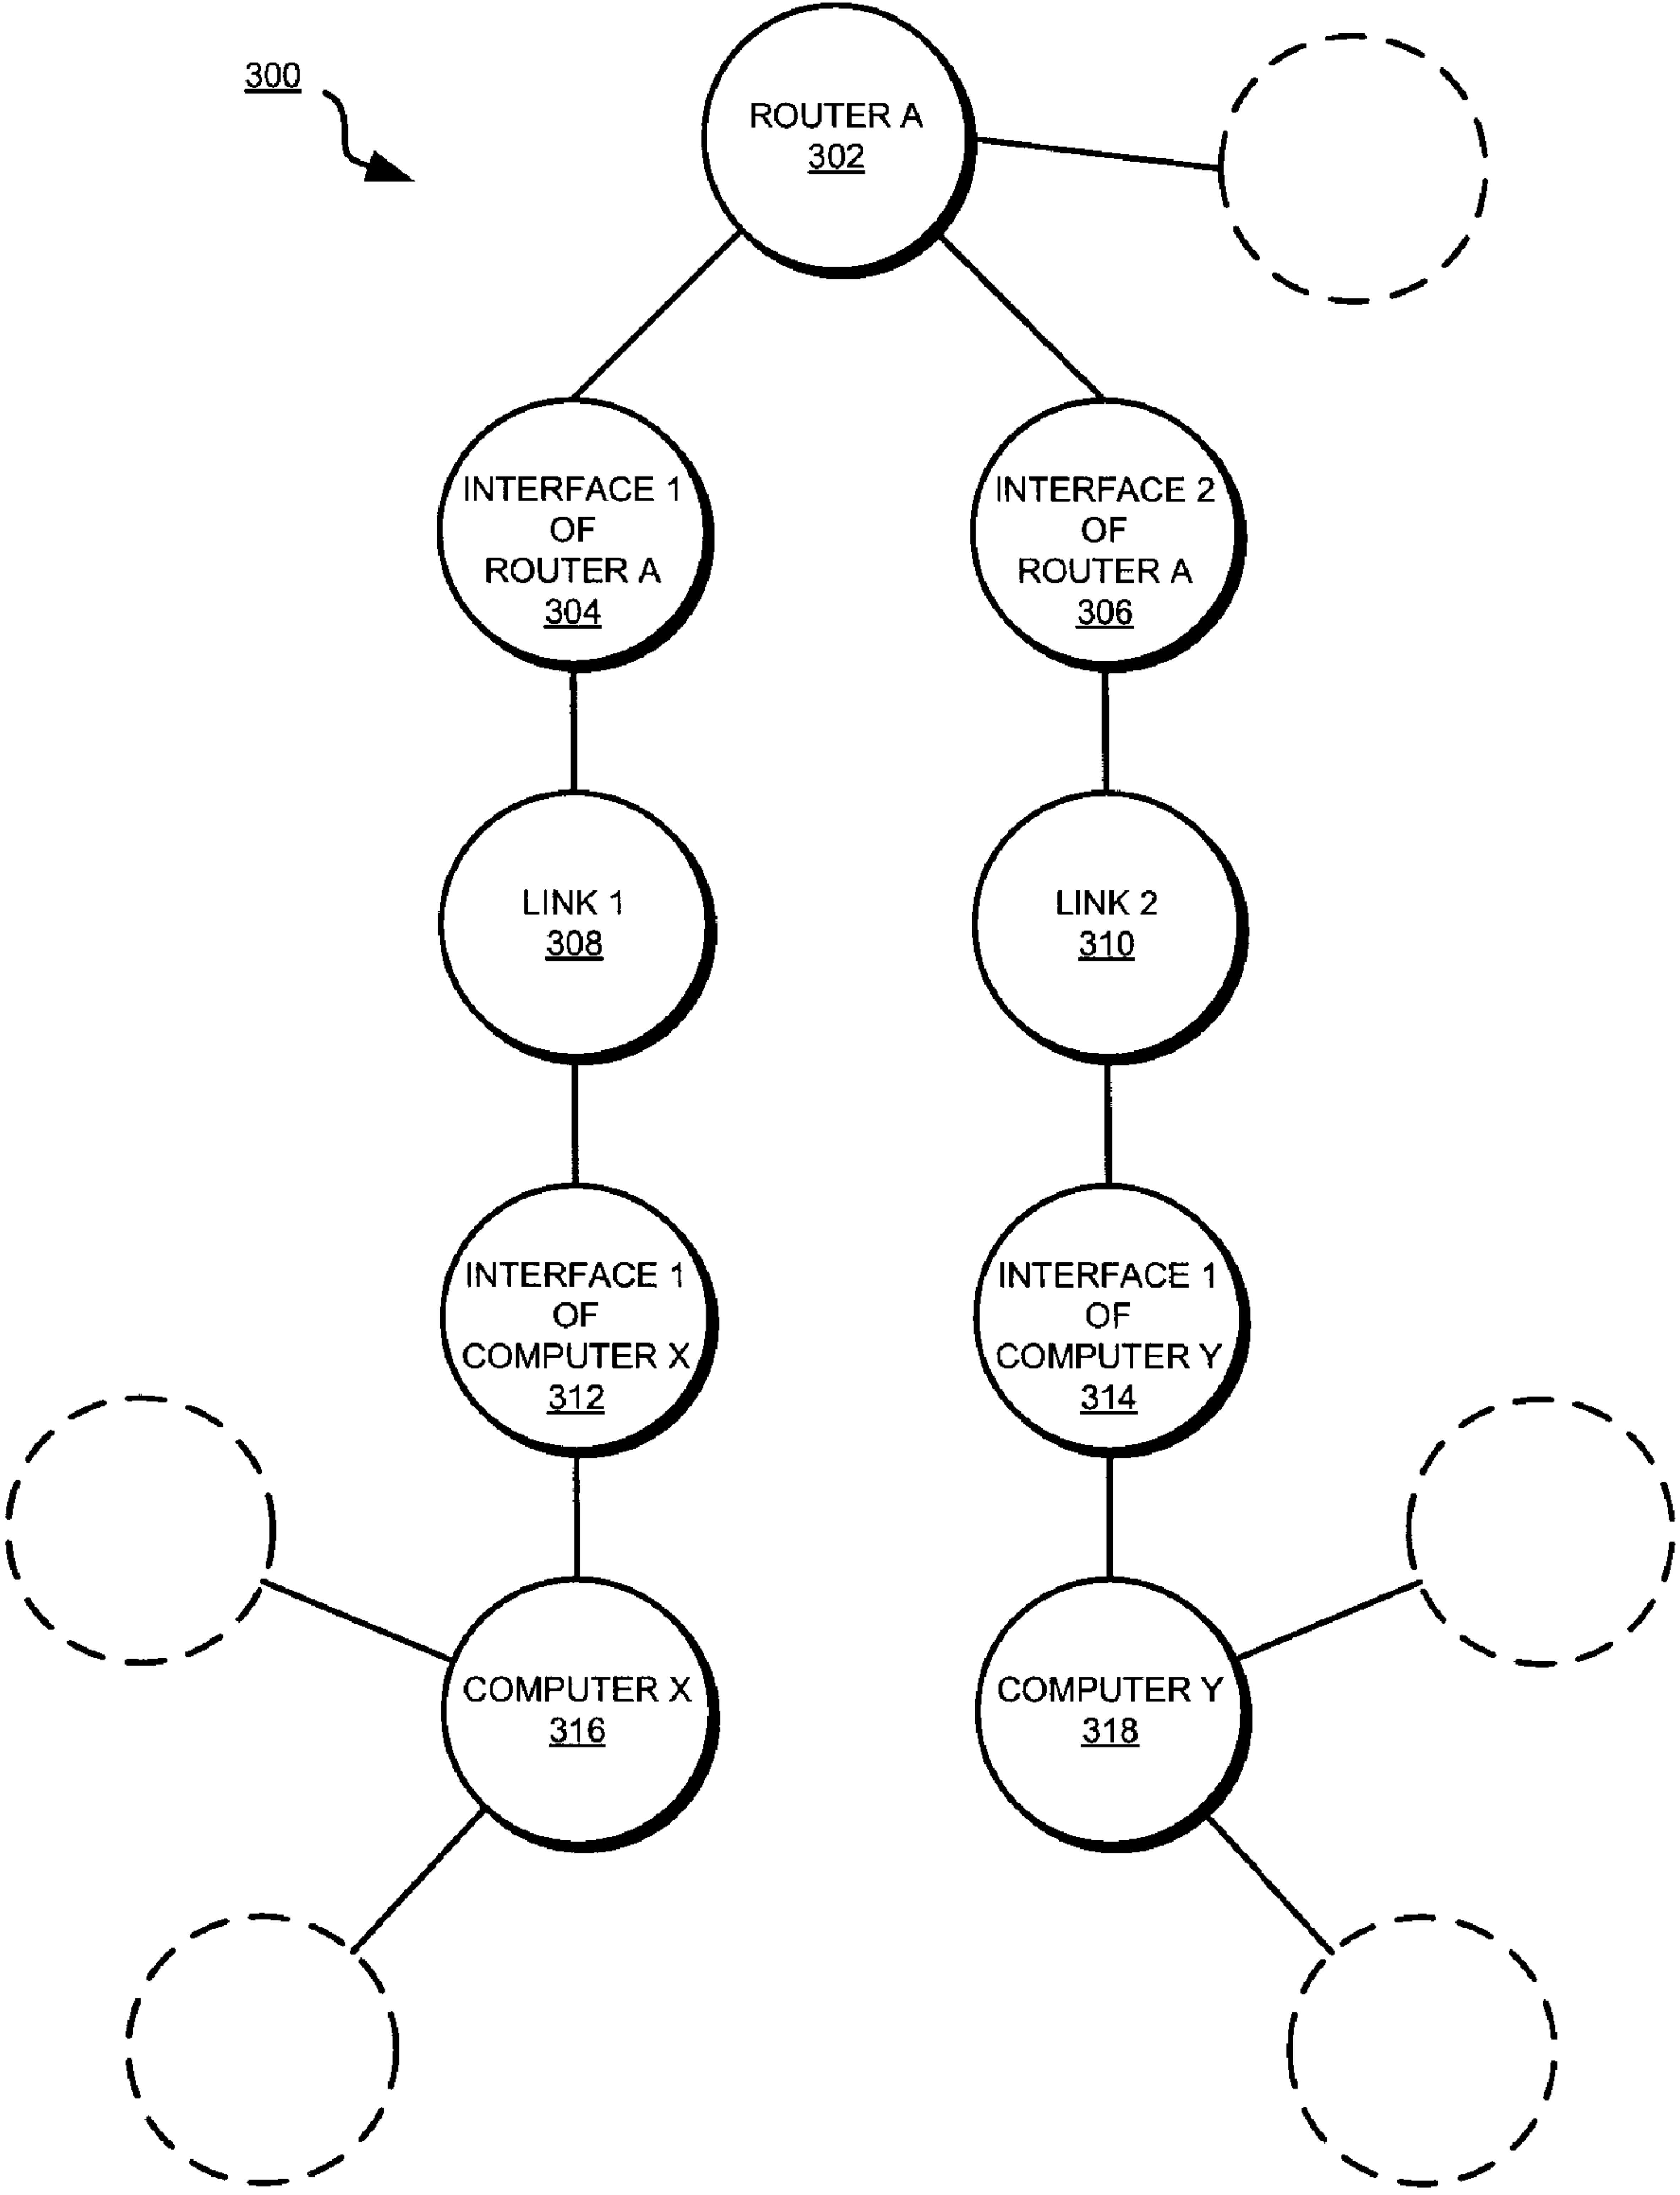 300
ROUTER A
302
INTERFACE 1
OF
ROUTER A
304
INTERFACE 2
OF
ROUTER A
306
LINK 1
308
LINK 2
310
INTERFACE 1
OF
COMPUTER X
312
INTERFACE 1
OF
COMPUTER Y
314
COMPUTER X
316
COMPUTER Y
318